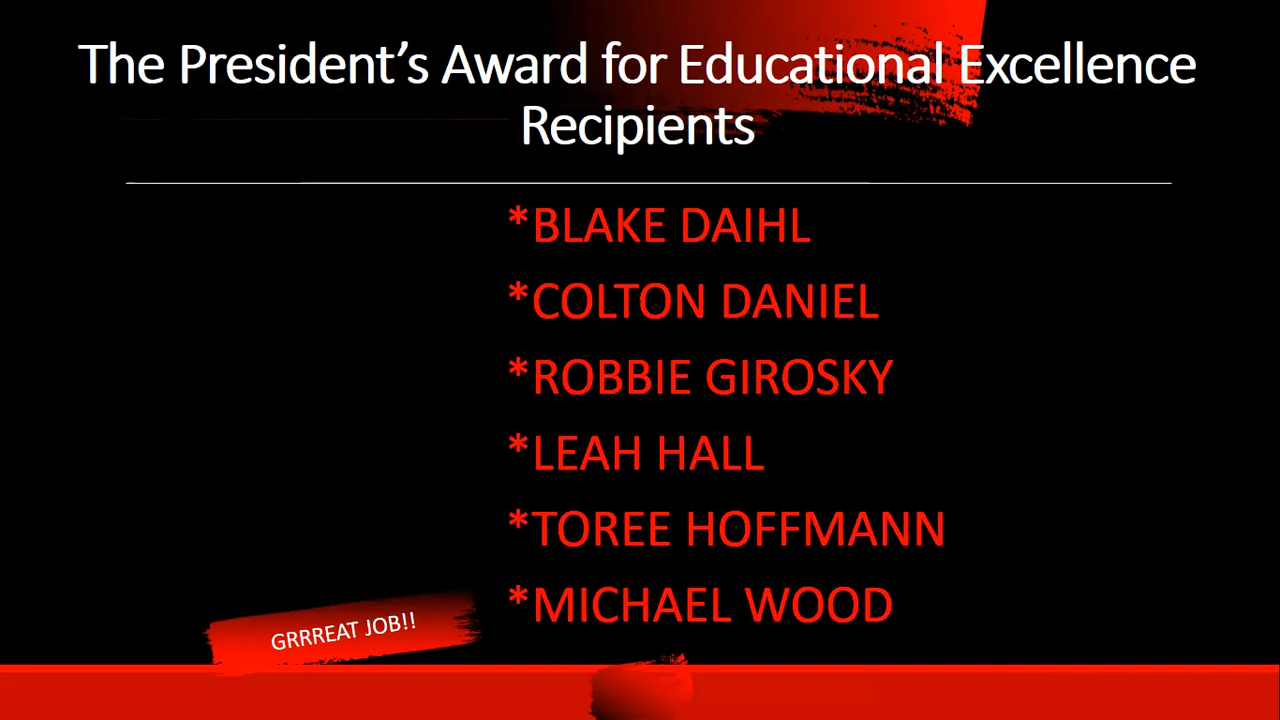 The President’s Award for Educational Excellence
Recipients
*BLAKE DAIHL
*COLTON DANIEL
*ROBBIE GIROSKY
*LEAH HALL
*TOREE HOFFMANN
*MICHAEL WOOD
GRRREAT JOB!!